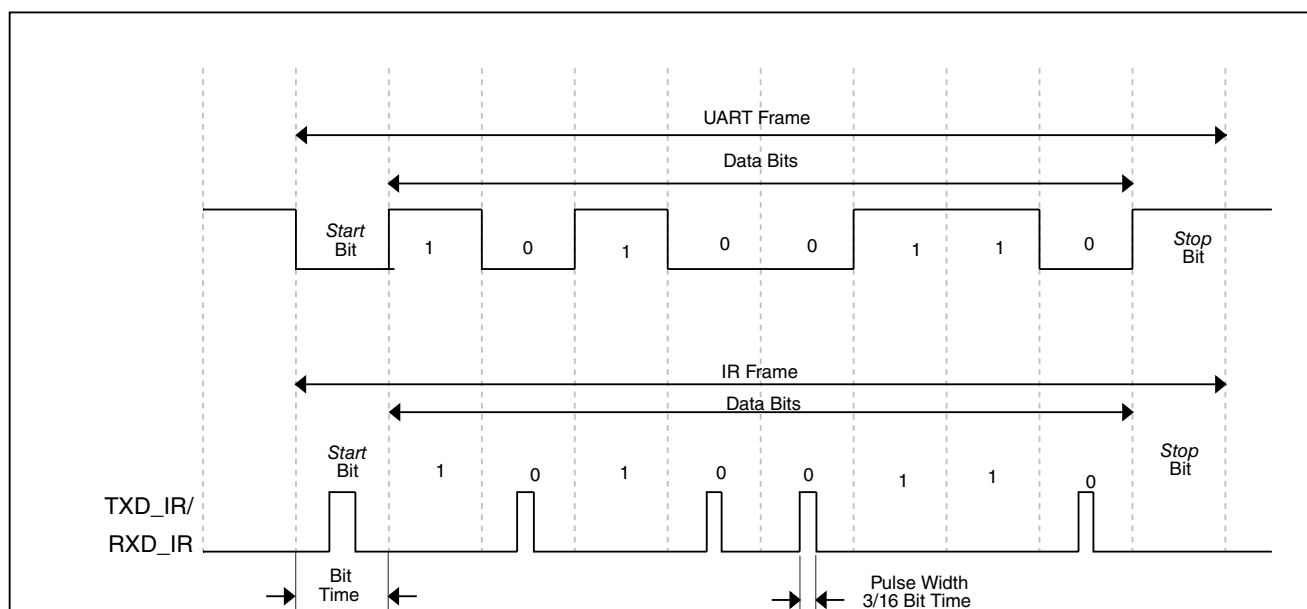 UART Frame
Data Bits
Start
Bit
1
0
1
0
0
1
1
0
Stop
Bit
IR Frame
Data Bits
Start
Bit
1
0
1
0
0
1
1
0
Stop
Bit
TXD_IR/
RXD_IR
Bit
Time
Pulse Width
3/16 Bit Time